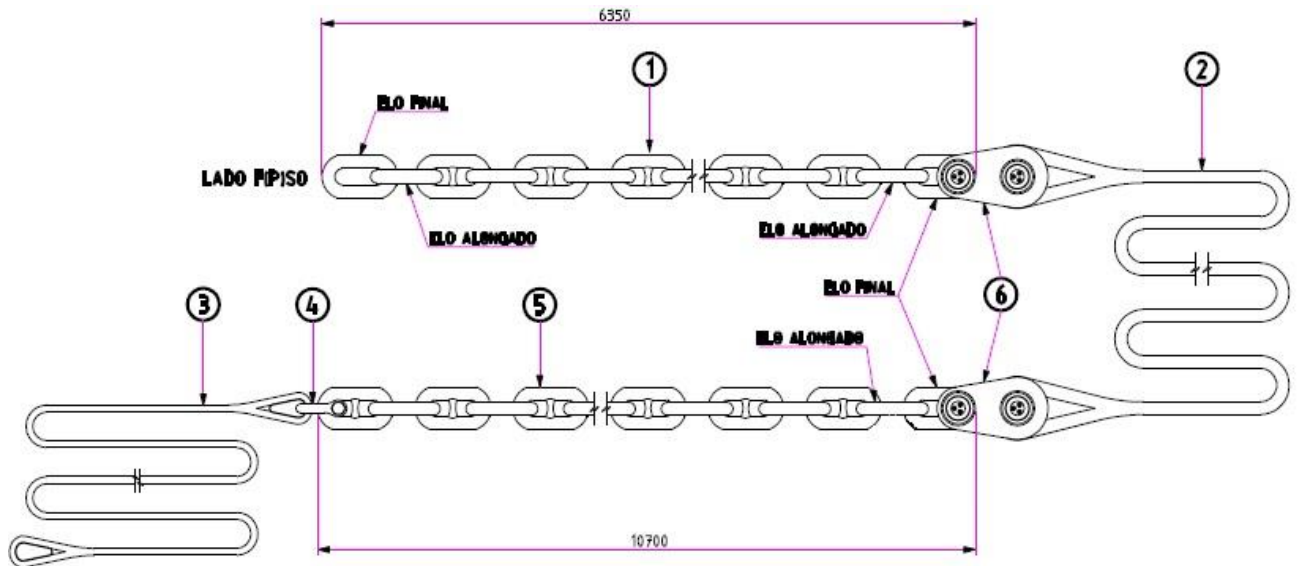 6350
1
2
ELO FINAL
LADO F(P)SO
ELO ALONGADO
ELO ALONGADO
ELO FINAL
6
3
4
5
ELO ALONGADO
10700